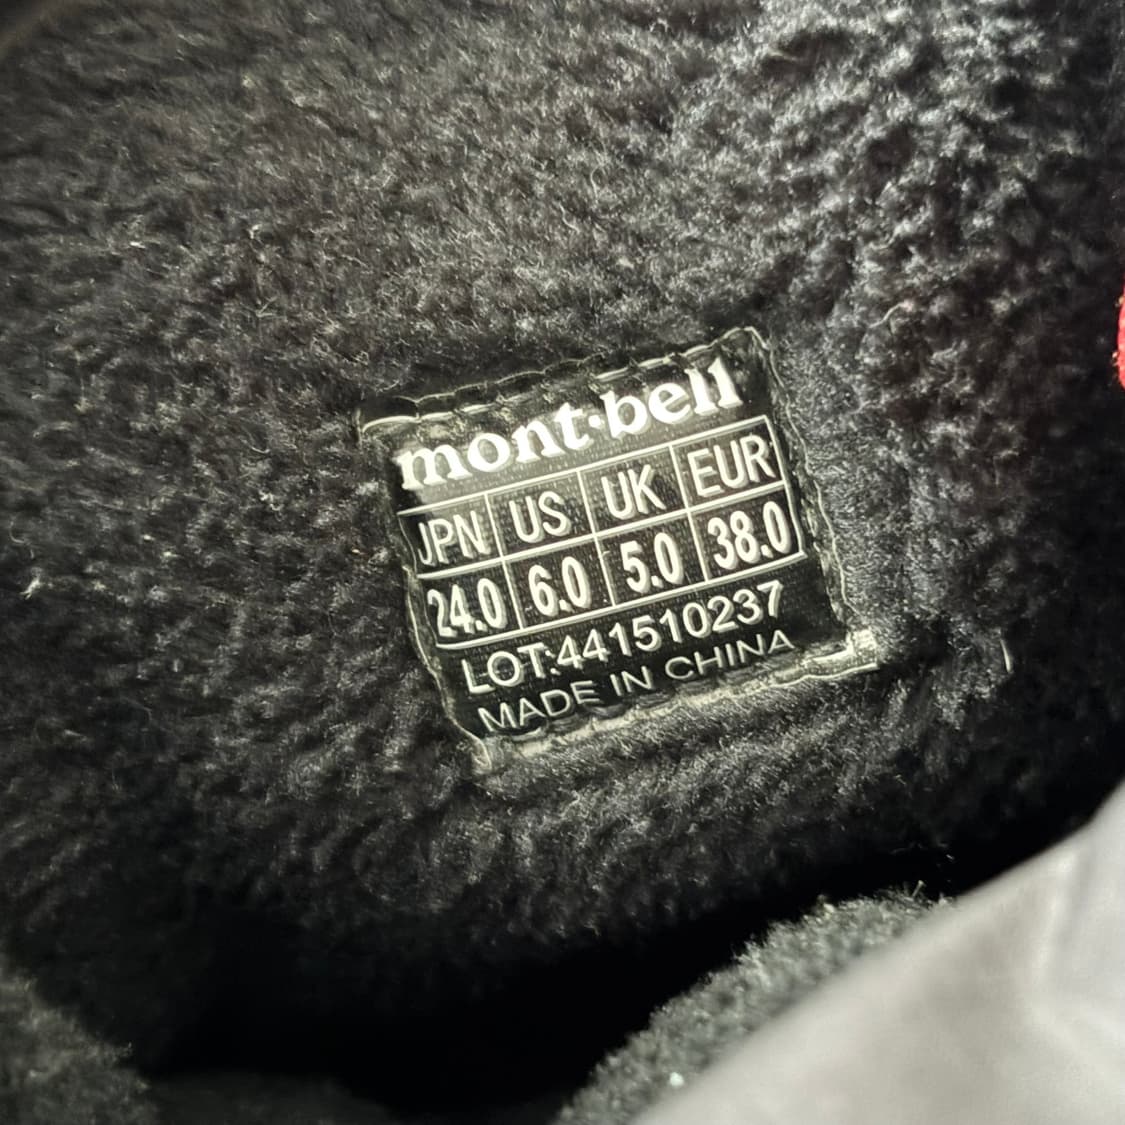 mont·bell
JPN US UK EUR
24.0 6.0 5.0 38.0
LOT:441510237
MADE IN CHINA